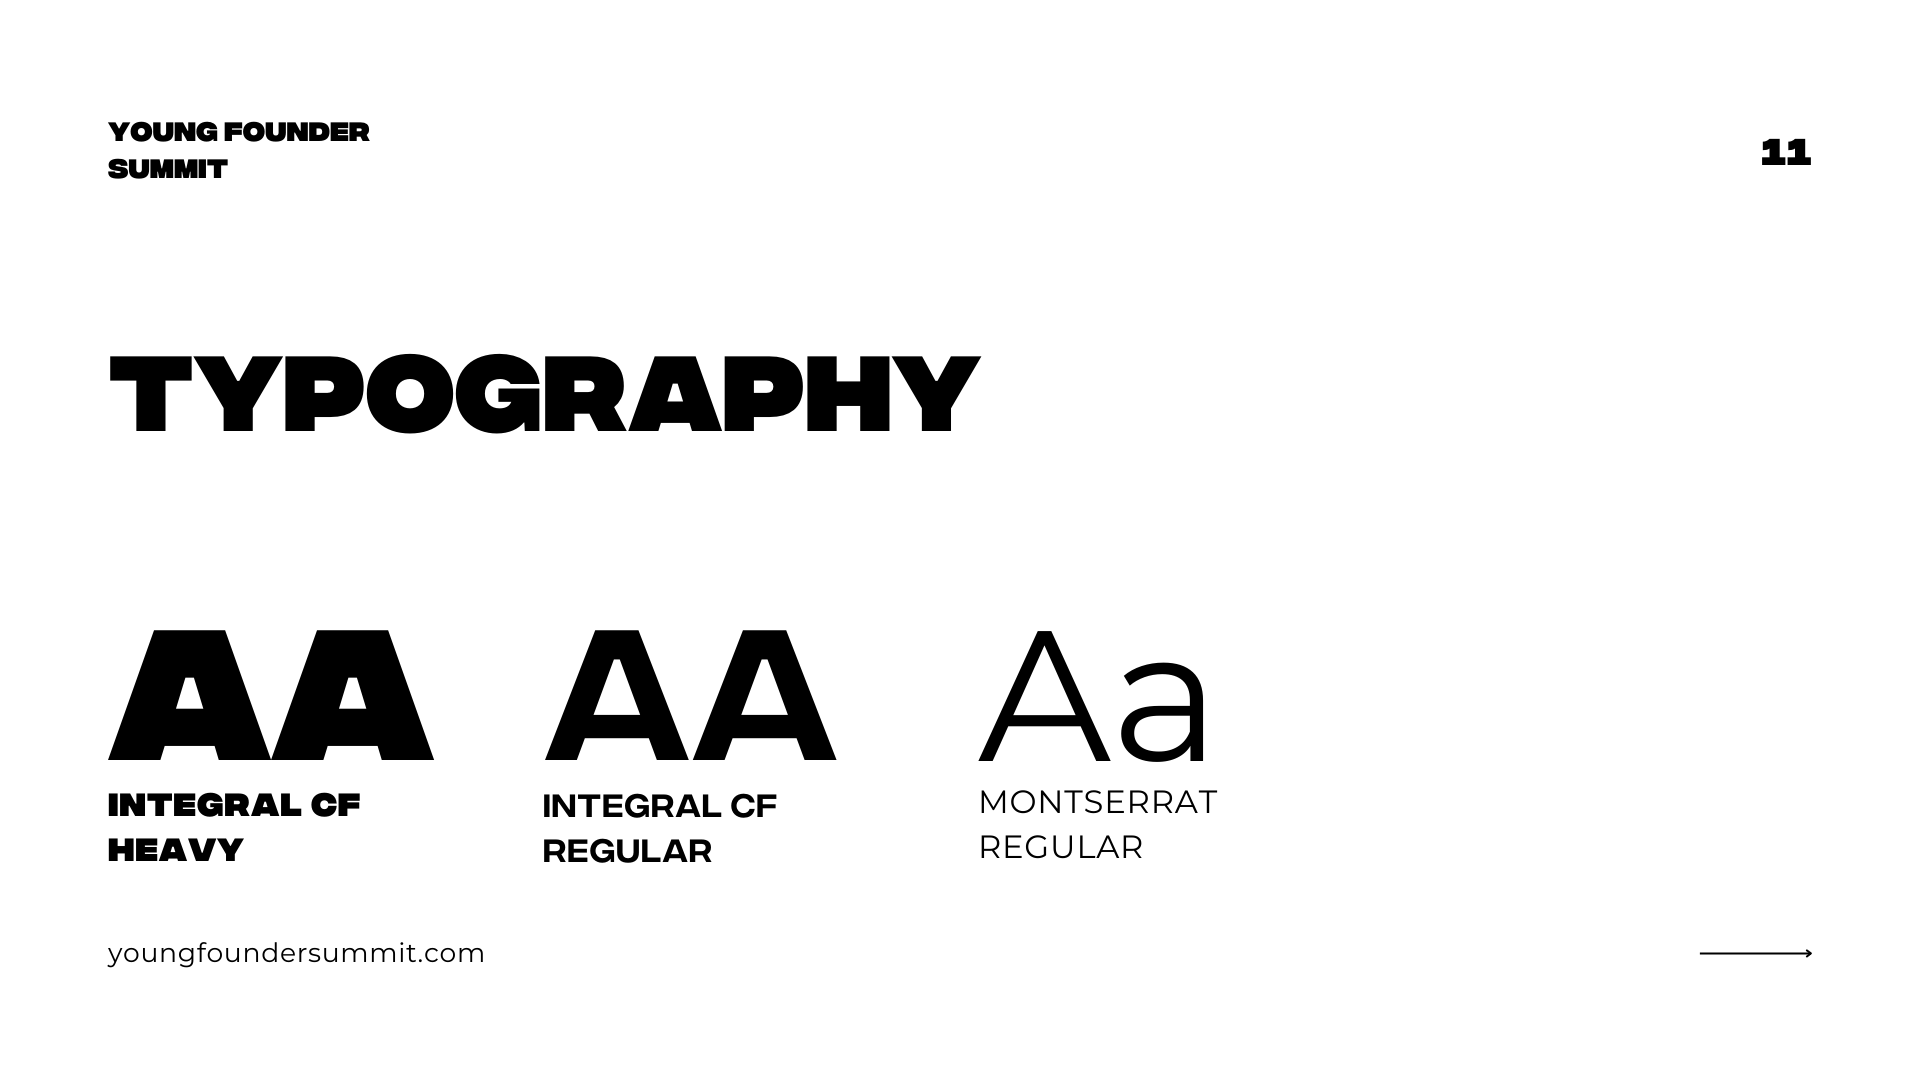 YOUNG FOUNDER
SUMMIT
11
TYPOGRAPHY
AA
INTEGRAL CF
HEAVY
AA
INTEGRAL CF
REGULAR
Aa
MONTSERRAT
REGULAR
youngfoundersummit.com